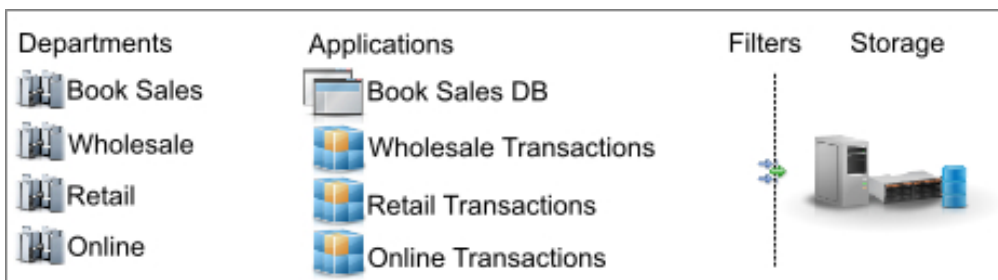 Departments Applications Filters Storage
Book Sales Book Sales DB
Wholesale Wholesale Transactions
Retail Retail Transactions
Online Online Transactions